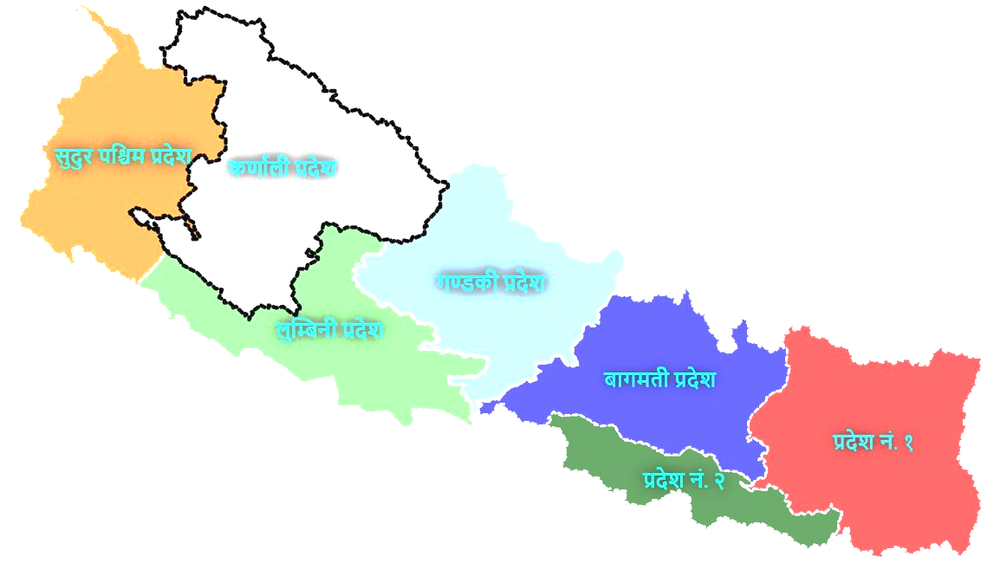 सुदुर पश्चिम प्रदेश
कर्णाली प्रदेश
गण्डकी प्रदेश
लुम्बिनी प्रदेश
बागमती प्रदेश
प्रदेश नं. १
प्रदेश नं. २